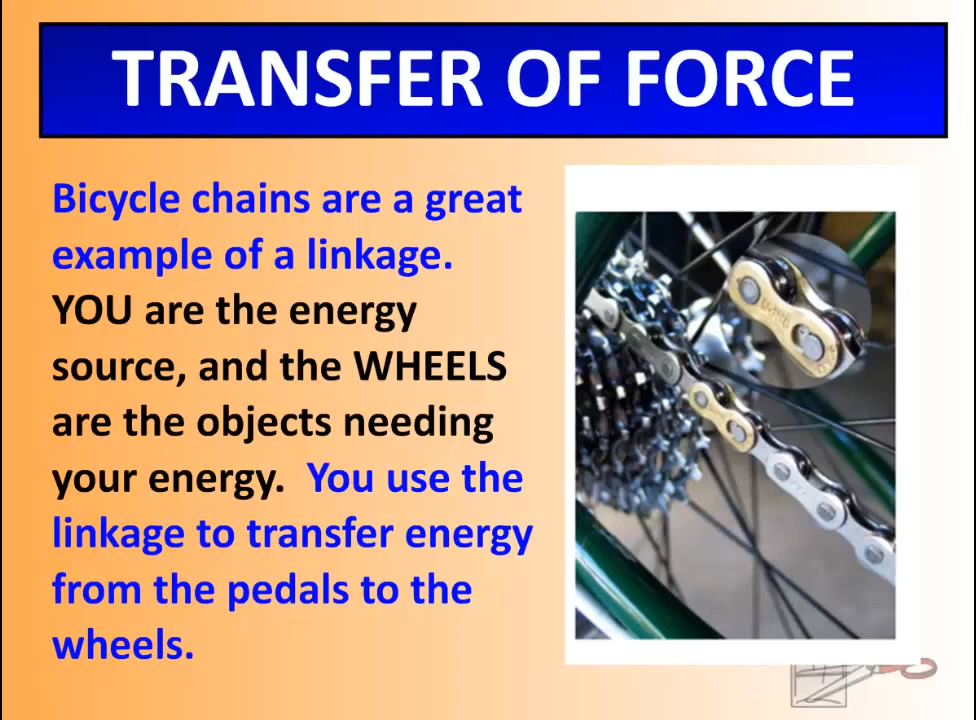 TRANSFER OF FORCE
Bicycle chains are a great
example of a linkage.
YOU are the energy
source, and the WHEELS
are the objects needing
your energy. You use the
linkage to transfer energy
from the pedals to the
wheels.